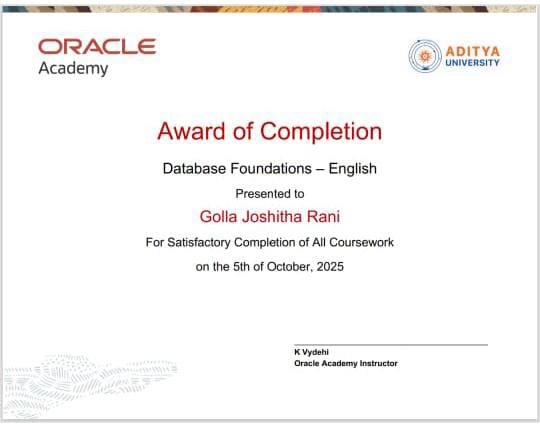 ORACLE
Academy
ADITYA
UNIVERSITY
Award of Completion
Database Foundations – English
Presented to
Golla Joshitha Rani
For Satisfactory Completion of All Coursework
on the 5th of October, 2025
K Vydehi
Oracle Academy Instructor